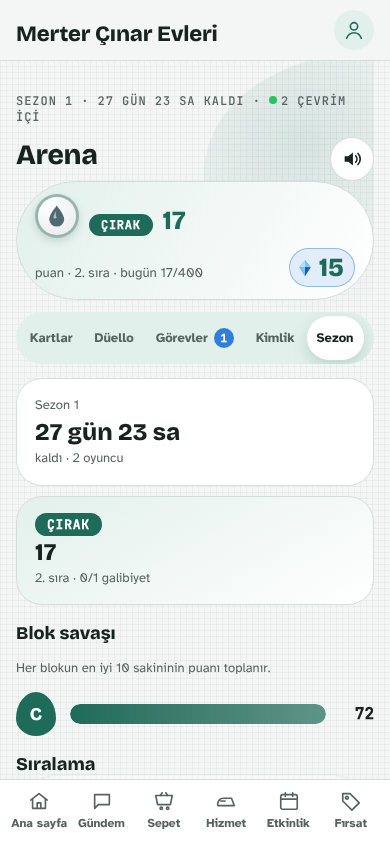 Merter Çınar Evleri
SEZON 1 · 27 GÜN 23 SA KALDI · 2 ÇEVRİM
İÇİ
Arena
ÇIRAK 17
puan · 2. sıra · bugün 17/400
15
Kartlar Düello Görevler 1 Kimlik Sezon
Sezon 1
27 gün 23 sa
kaldı · 2 oyuncu
ÇIRAK
17
2. sıra · 0/1 galibiyet
Blok savaşı
Her blokun en iyi 10 sakininin puanı toplanır.
C 72
Sıralama
Ana sayfa Gündem Sepet Hizmet Etkinlik Fırsat